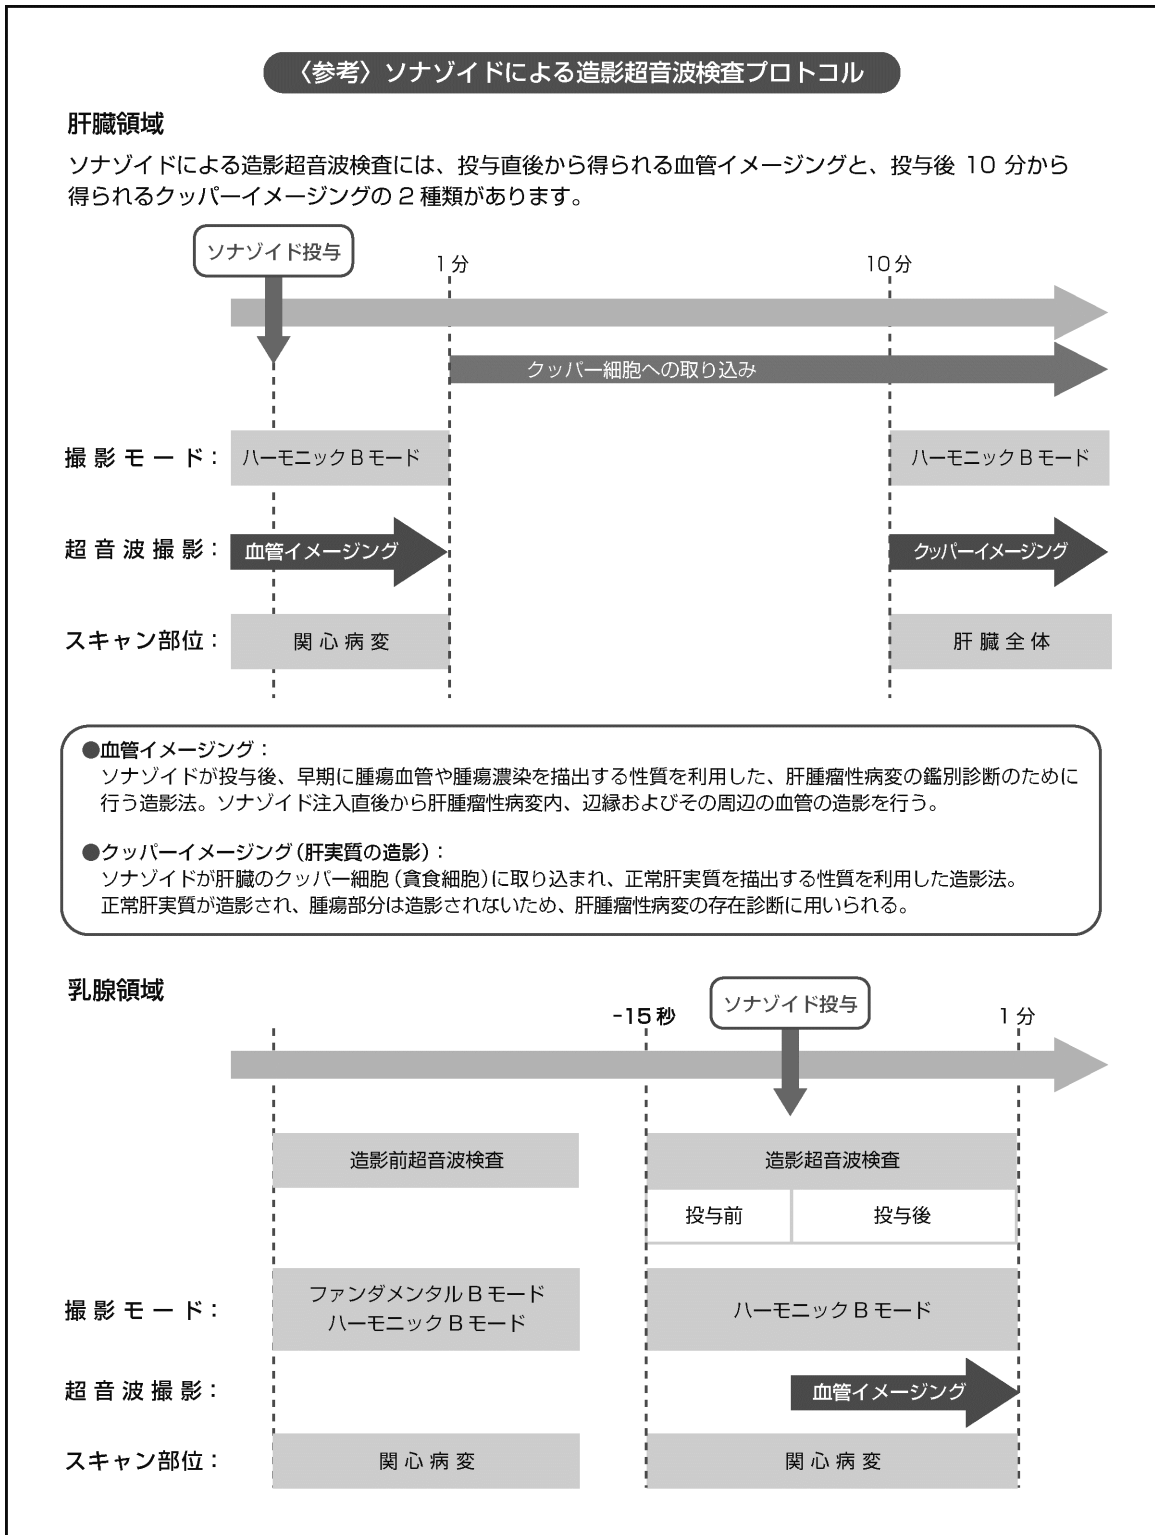 〈参考〉ソナゾイドによる造影超音波検査プロトコル
肝臓領域
ソナゾイドによる造影超音波検査には、投与直後から得られる血管イメージングと、投与後 10 分から
得られるクッパーイメージングの 2 種類があります。
ソナゾイド投与
1 分
10 分
クッパー細胞への取り込み
撮影モード：
ハーモニック B モード
ハーモニック B モード
超音波撮影：
血管イメージング
クッパーイメージング
スキャン部位：
関心病変
肝臓全体
●血管イメージング：
ソナゾイドが投与後、早期に腫瘍血管や腫瘍濃染を描出する性質を利用した、肝腫瘤性病変の鑑別診断のために
行う造影法。ソナゾイド注入直後から肝腫瘤性病変内、辺縁およびその周辺の血管の造影を行う。
●クッパーイメージング（肝実質の造影）：
ソナゾイドが肝臓のクッパー細胞（貪食細胞）に取り込まれ、正常肝実質を描出する性質を利用した造影法。
正常肝実質が造影され、腫瘍部分は造影されないため、肝腫瘤性病変の存在診断に用いられる。
乳腺領域
-15 秒
ソナゾイド投与
1 分
造影前超音波検査
造影超音波検査
投与前
投与後
撮影モード：
ファンダメンタル B モード
ハーモニック B モード
ハーモニック B モード
超音波撮影：
血管イメージング
スキャン部位：
関心病変
関心病変